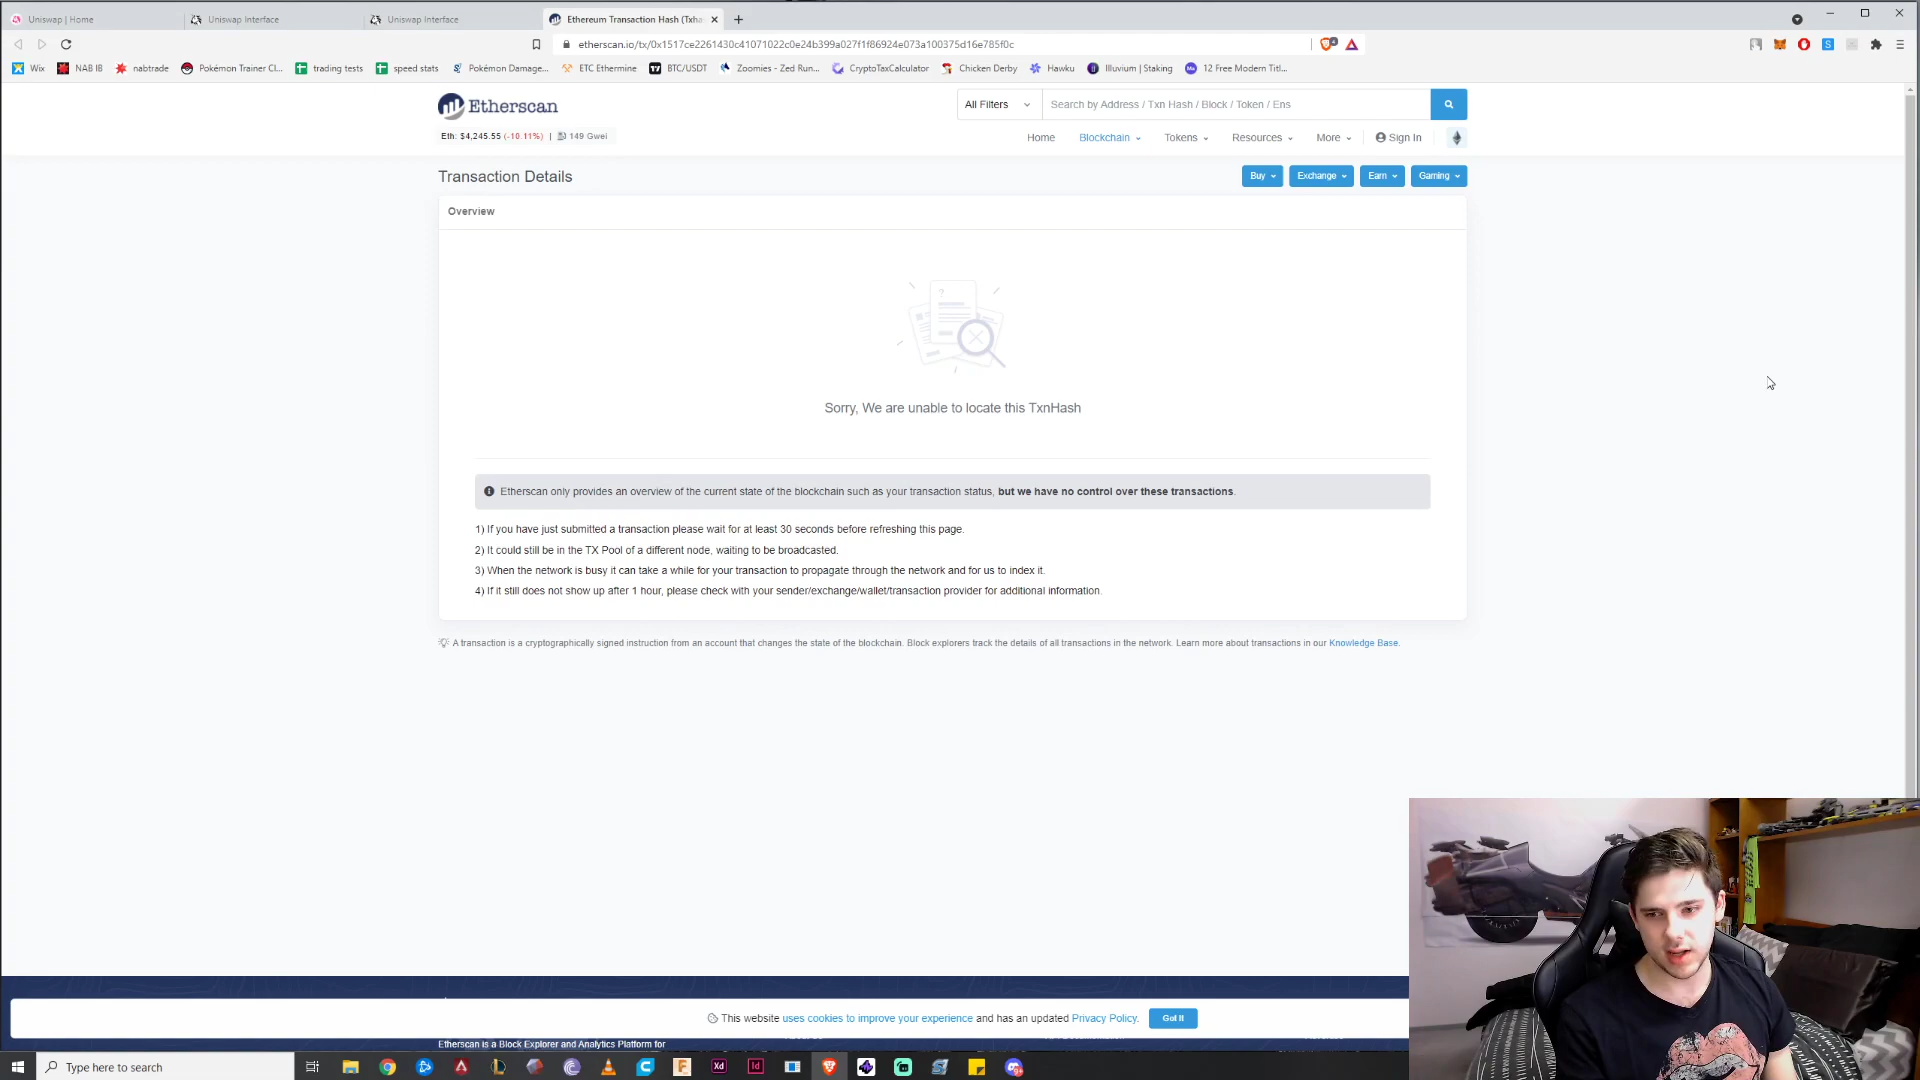 Uniswap | Home
Uniswap Interface
Uniswap Interface
Ethereum Transaction Hash (Txha
etherscan.io/tx/0x1517ce2261430c41071022c0e24b399a027f1f86924e073a100375d16e785f0c
Wix
NAB IB
nabtrade
Pokémon Trainer Cl...
trading tests
speed stats
Pokémon Damage...
ETC Ethermine
BTC/USDT
Zoomies - Zed Run...
CryptoTaxCalculator
Chicken Derby
Hawku
Illuvium | Staking
12 Free Modern Titl...
Etherscan
All Filters
Search by Address / Txn Hash / Block / Token / Ens
Eth: $4,245.55 (-10.11%) | 149 Gwei
Home
Blockchain
Tokens
Resources
More
Sign In
Transaction Details
Buy
Exchange
Earn
Gaming
Overview
Sorry, We are unable to locate this TxnHash
Etherscan only provides an overview of the current state of the blockchain such as your transaction status, but we have no control over these transactions.
1) If you have just submitted a transaction please wait for at least 30 seconds before refreshing this page.
2) It could still be in the TX Pool of a different node, waiting to be broadcasted.
3) When the network is busy it can take a while for your transaction to propagate through the network and for us to index it.
4) If it still does not show up after 1 hour, please check with your sender/exchange/wallet/transaction provider for additional information.
A transaction is a cryptographically signed instruction from an account that changes the state of the blockchain. Block explorers track the details of all transactions in the network. Learn more about transactions in our Knowledge Base.
This website uses cookies to improve your experience and has an updated Privacy Policy.
Got It
Etherscan is a Block Explorer and Analytics Platform for
Type here to search
Xd
Id